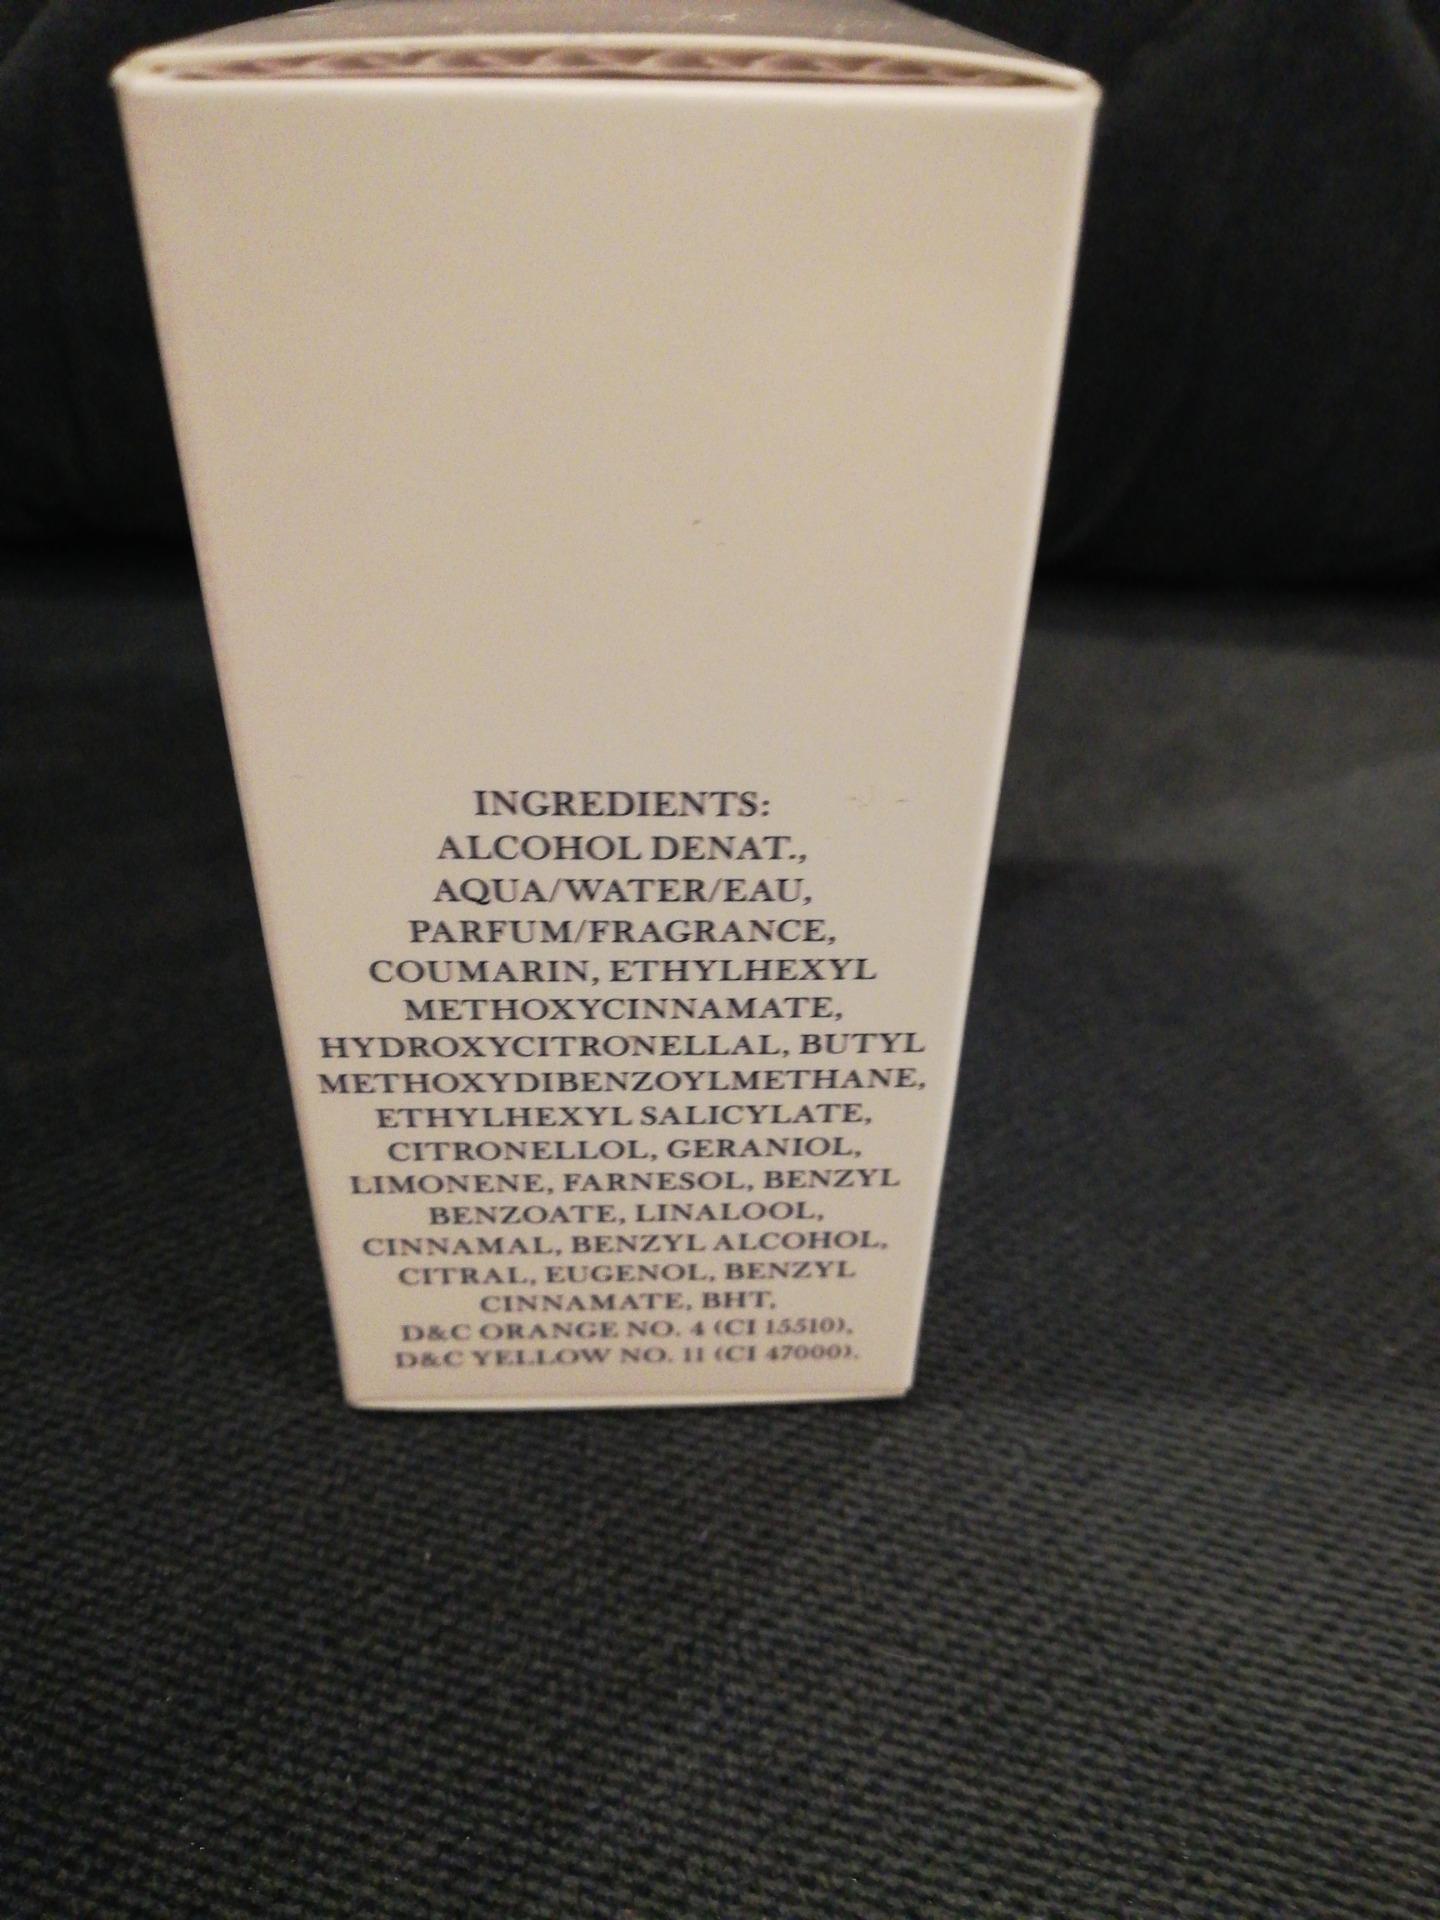 INGREDIENTS:
ALCOHOL DENAT.,
AQUA/WATER/EAU,
PARFUM/FRAGRANCE,
COUMARIN, ETHYLHEXYL
METHOXYCINNAMATE,
HYDROXYCITRONELLAL, BUTYL
METHOXYDIBENZOYLMETHANE,
ETHYLHEXYL SALICYLATE,
CITRONELLOL, GERANIOL,
LIMONENE, FARNESOL, BENZYL
BENZOATE, LINALOOL,
CINNAMAL, BENZYL ALCOHOL,
CITRAL, EUGENOL, BENZYL
CINNAMATE, BHT,
D&C ORANGE NO. 4 (CI 15510),
D&C YELLOW NO. 11 (CI 47000).